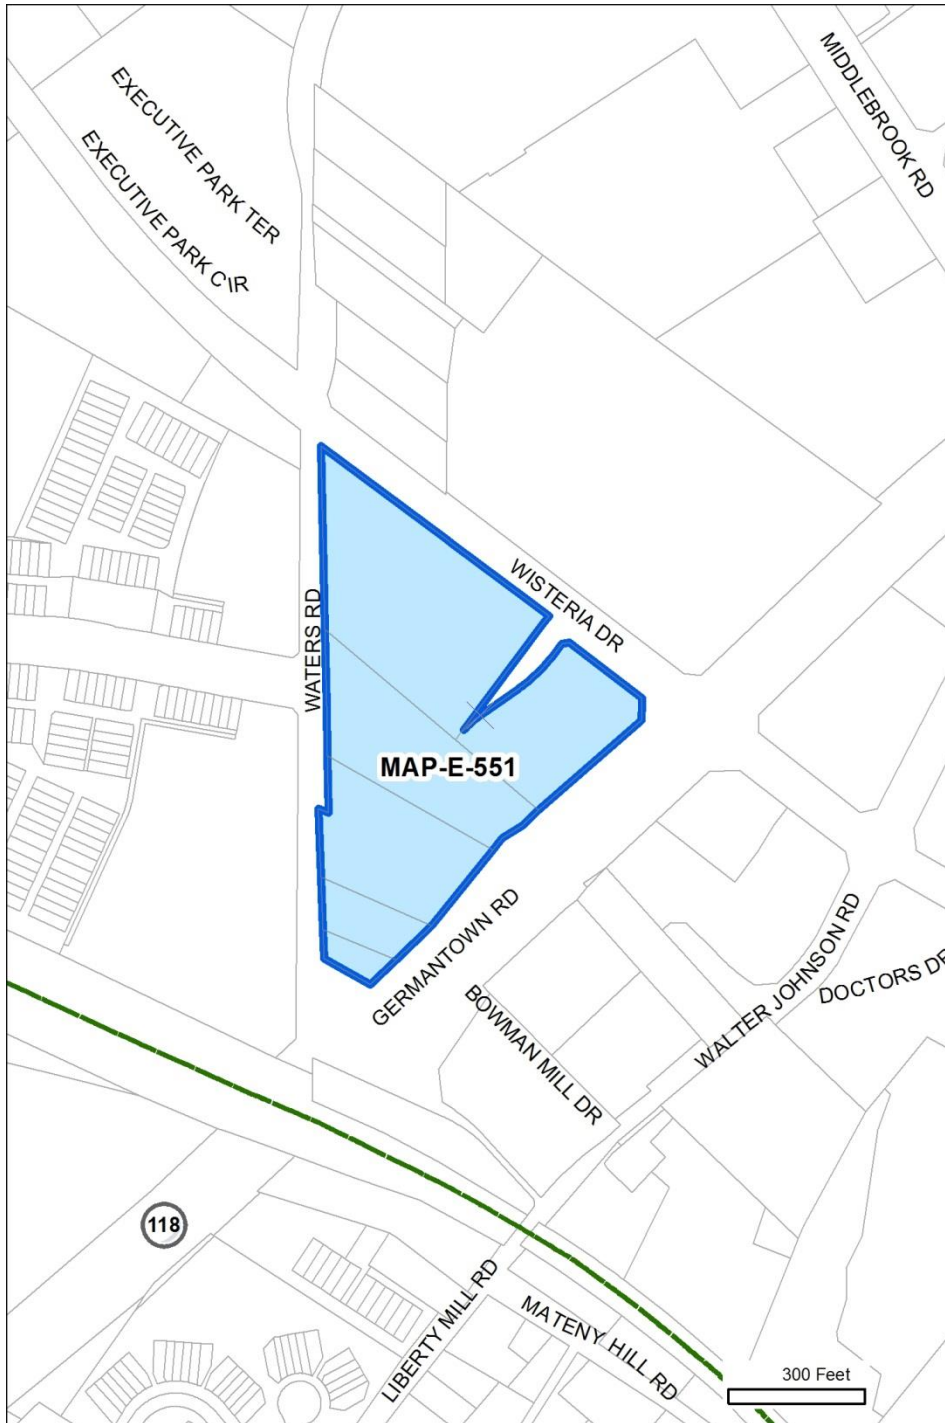 MIDDLEBROOK RD
EXECUTIVE PARK TER
EXECUTIVE PARK CIR
WISTERIA DR
WATERS RD
MAP-E-551
GERMANTOWN RD
BOWMAN MILL DR
WALTER JOHNSON RD
DOCTORS DR
118
LIBERTY MILL RD
MATENY HILL RD
300 Feet